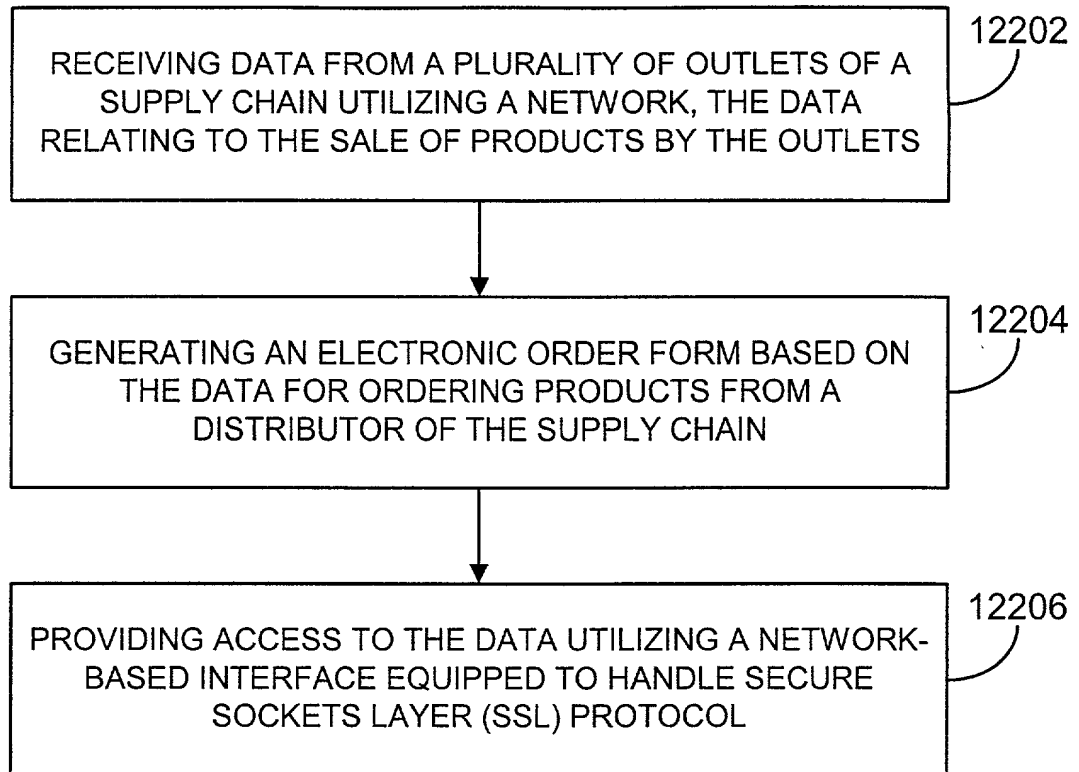 12202
RECEIVING DATA FROM A PLURALITY OF OUTLETS OF A
SUPPLY CHAIN UTILIZING A NETWORK, THE DATA
RELATING TO THE SALE OF PRODUCTS BY THE OUTLETS
12204
GENERATING AN ELECTRONIC ORDER FORM BASED ON
THE DATA FOR ORDERING PRODUCTS FROM A
DISTRIBUTOR OF THE SUPPLY CHAIN
12206
PROVIDING ACCESS TO THE DATA UTILIZING A NETWORK-
BASED INTERFACE EQUIPPED TO HANDLE SECURE
SOCKETS LAYER (SSL) PROTOCOL